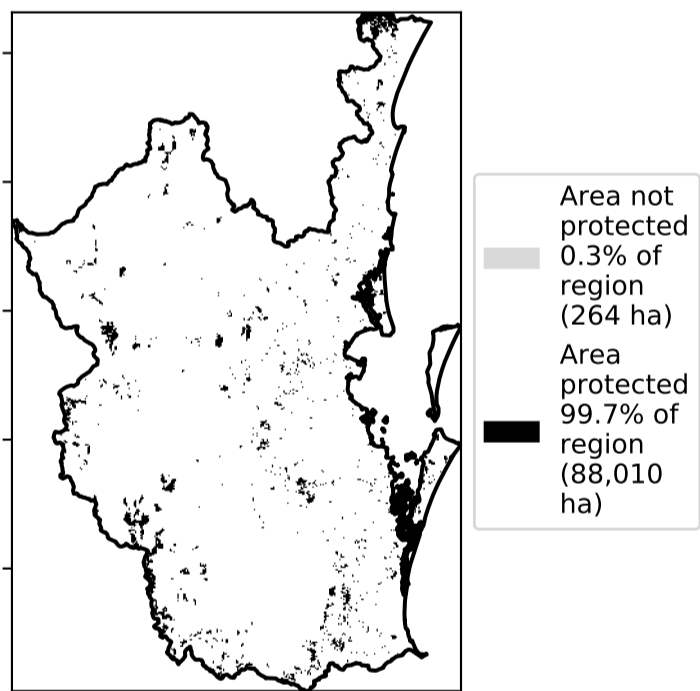 Area not
protected
0.3% of
region
(264 ha)
Area
protected
99.7% of
region
(88,010
ha)